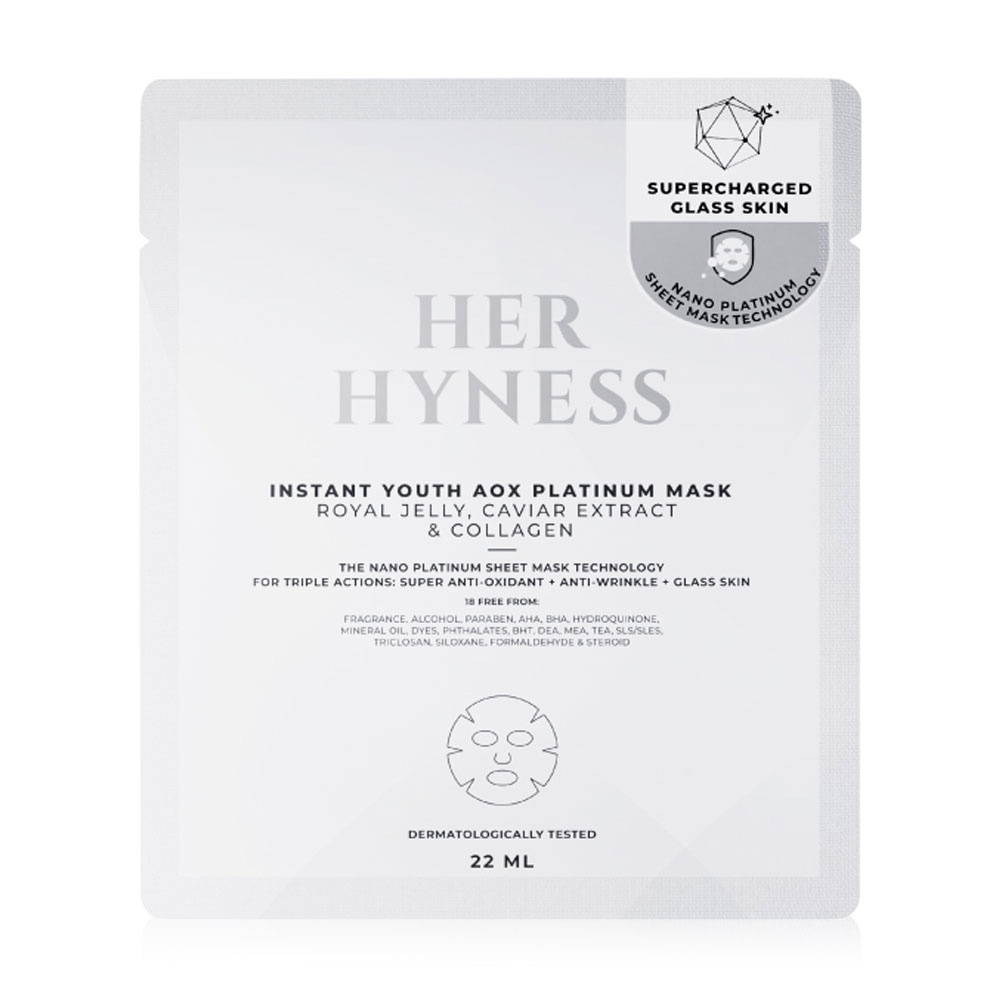 SUPERCHARGED
GLASS SKIN
NANO PLATINUM
SHEET MASK TECHNOLOGY
HER
HYNESS
INSTANT YOUTH AOX PLATINUM MASK
ROYAL JELLY, CAVIAR EXTRACT
& COLLAGEN
THE NANO PLATINUM SHEET MASK TECHNOLOGY
FOR TRIPLE ACTIONS: SUPER ANTI-OXIDANT + ANTI-WRINKLE + GLASS SKIN
18 FREE FROM:
FRAGRANCE, ALCOHOL, PARABEN, AHA, BHA, HYDROQUINONE,
MINERAL OIL, DYES, PHTHALATES, BHT, DEA, MEA, TEA, SLS/SLES,
TRICLOSAN, SILOXANE, FORMALDEHYDE & STEROID
DERMATOLOGICALLY TESTED
22 ML